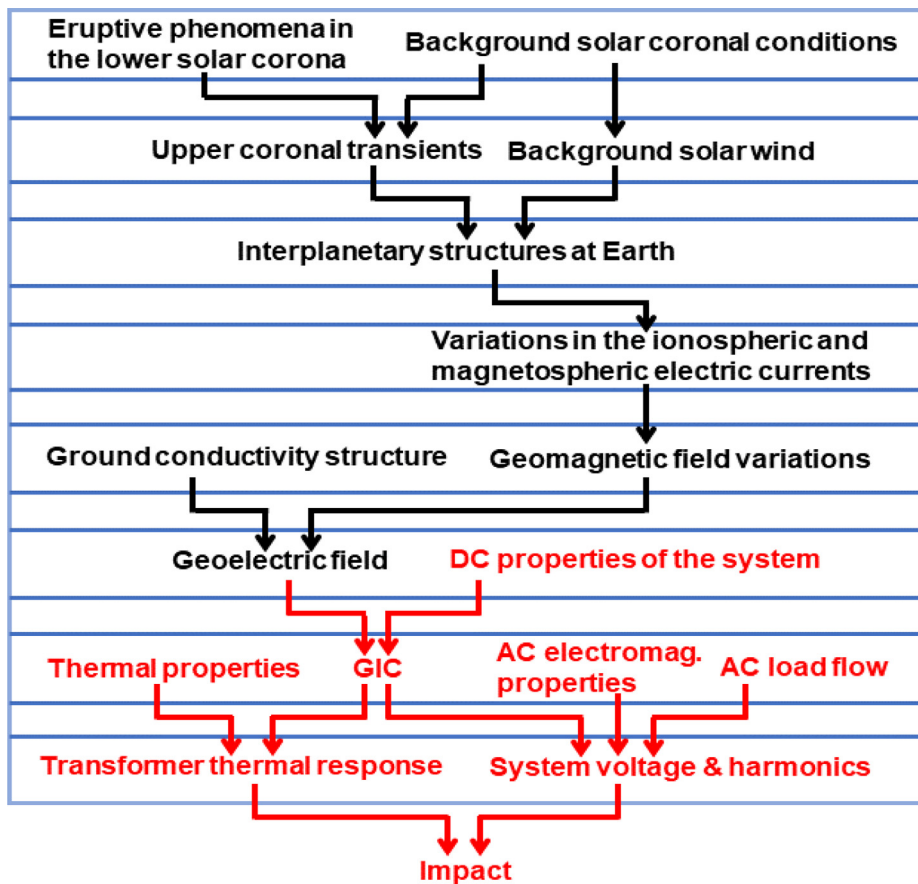 Eruptive phenomena in
the lower solar corona
Background solar coronal conditions
Upper coronal transients
Background solar wind
Interplanetary structures at Earth
Variations in the ionospheric and
magnetospheric electric currents
Ground conductivity structure
Geomagnetic field variations
Geoelectric field
DC properties of the system
Thermal properties
GIC
AC electromag.
properties
AC load flow
Transformer thermal response
System voltage & harmonics
Impact